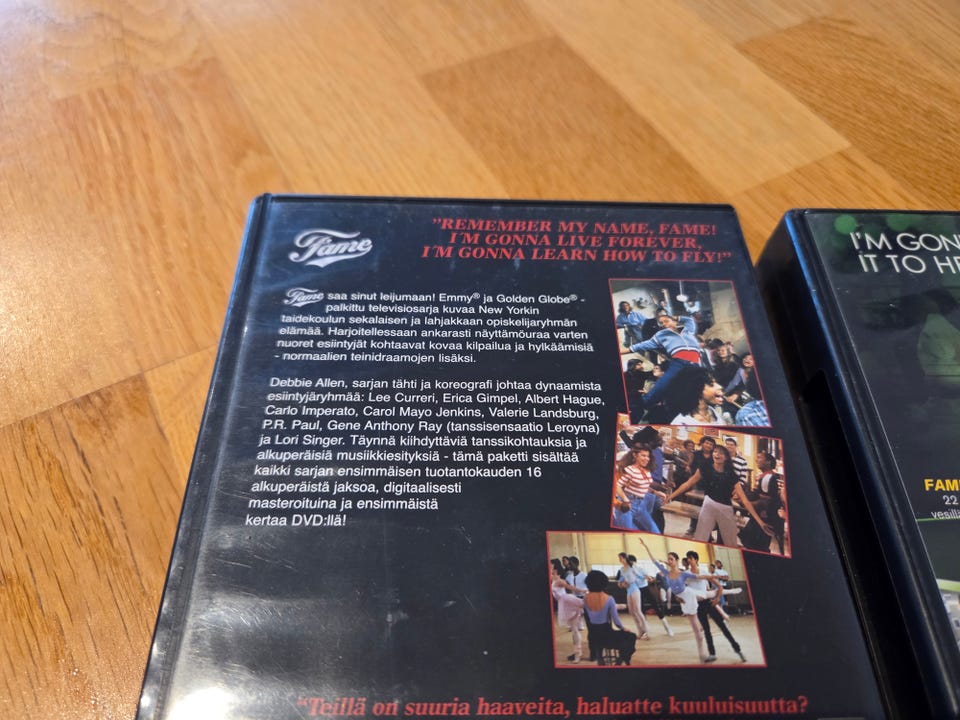 Fame
"REMEMBER MY NAME, FAME!
I´M GONNA LIVE FOREVER,
I´M GONNA LEARN HOW TO FLY!"
Fame saa sinut leijumaan! Emmy® ja Golden Globe® -
palkittu televisiosarja kuvaa New Yorkin
taidekoulun sekalaisen ja lahjakkaan opiskelijaryhmän
elämää. Harjoitellessaan ankarasti näyttämöuraa varten
nuoret esiintyjät kohtaavat kovaa kilpailua ja hylkäämisiä
- normaalien teinidraamojen lisäksi.
Debbie Allen, sarjan tähti ja koreografi johtaa dynaamista
esiintyjäryhmää: Lee Curreri, Erica Gimpel, Albert Hague,
Carlo Imperato, Carol Mayo Jenkins, Valerie Landsburg,
P.R. Paul, Gene Anthony Ray (tanssisensaatio Leroyna)
ja Lori Singer. Täynnä kiihdyttäviä tanssikohtauksia ja
alkuperäisiä musiikkiesityksiä - tämä paketti sisältää
kaikki sarjan ensimmäisen tuotantokauden 16
alkuperäistä jaksoa, digitaalisesti
masteroituina ja ensimmäistä
kertaa DVD:llä!
"Teillä on suuria haaveita, haluatte kuuluisuutta?
I'M GON
IT TO HE
FAM
22
vesill